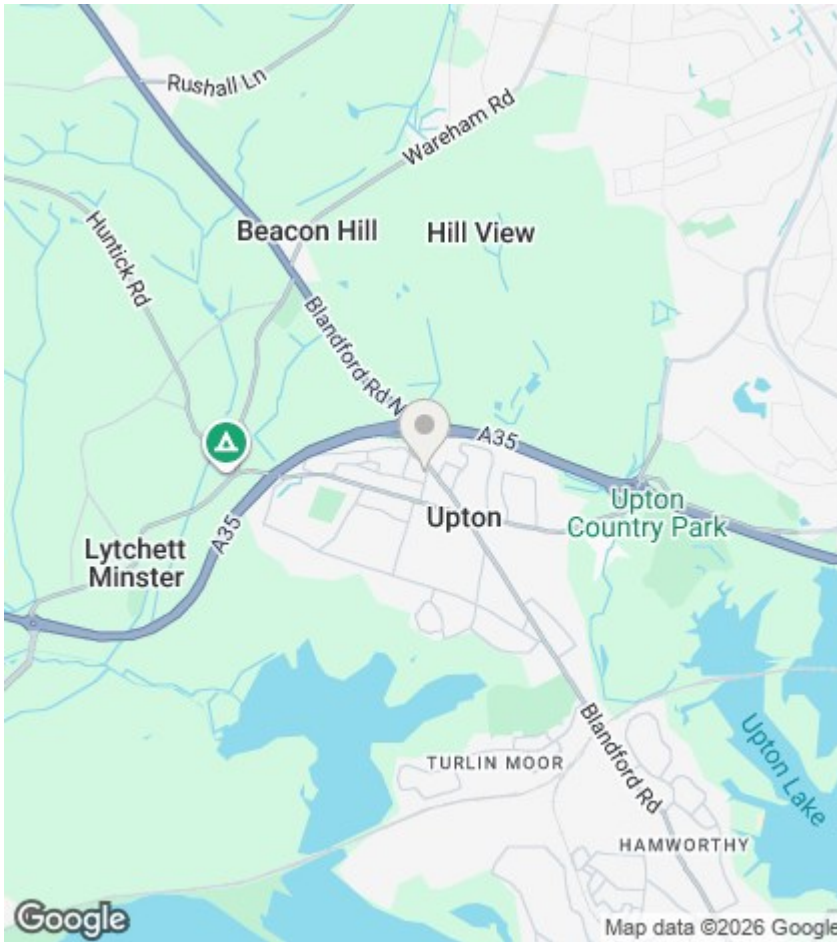 Rushall Ln
Wareham Rd
Beacon Hill
Hill View
Huntick Rd
Blandford Rd N
A35
Upton
Upton
Country Park
A35
Lytchett
Minster
Blandford Rd
Upton Lake
TURLIN MOOR
HAMWORTHY
Google
Map data ©2026 Google